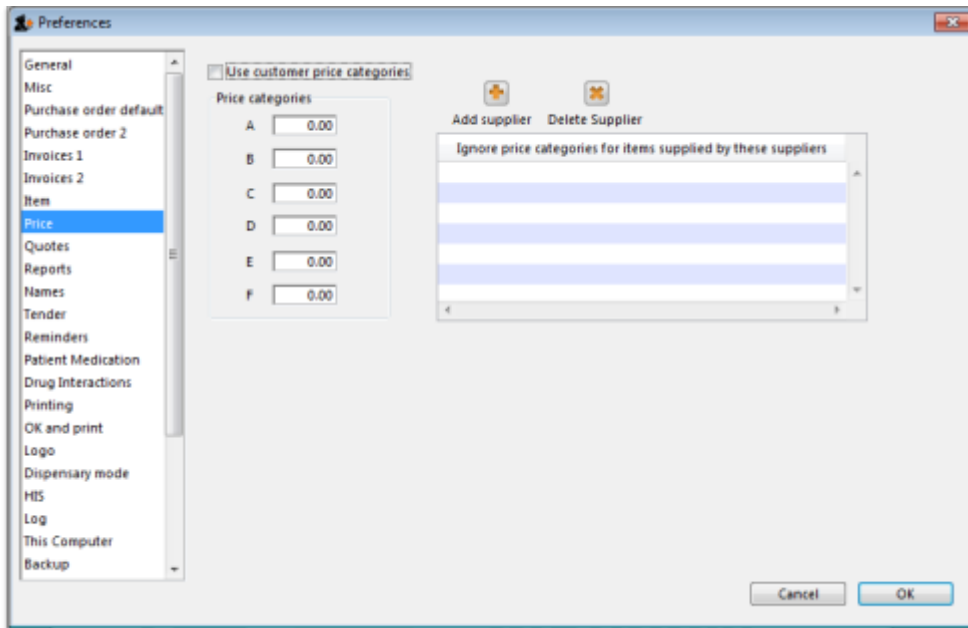 Preferences
General
Misc
Purchase order default
Purchase order 2
Invoices 1
Invoices 2
Item
Price
Quotes
Reports
Names
Tender
Reminders
Patient Medication
Drug Interactions
Printing
OK and print
Logo
Dispensary mode
HIS
Log
This Computer
Backup
Use customer price categories
Price categories
A 0.00
B 0.00
C 0.00
D 0.00
E 0.00
F 0.00
Add supplier Delete Supplier
Ignore price categories for items supplied by these suppliers
Cancel OK